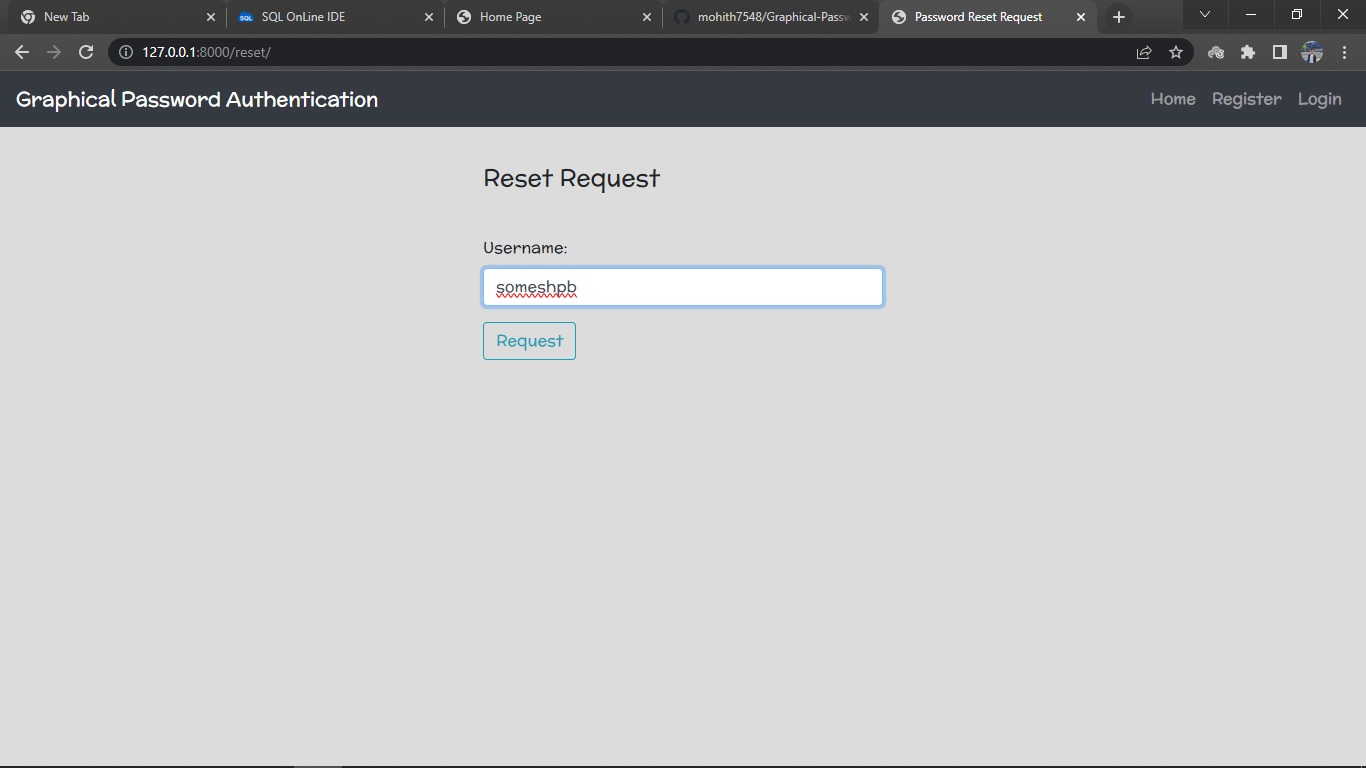 New Tab
SQL SQL OnLine IDE
Home Page
mohith7548/Graphical-Passw
Password Reset Request
127.0.0.1:8000/reset/
Graphical Password Authentication
Home Register Login
Reset Request
Username:
someshpb
Request